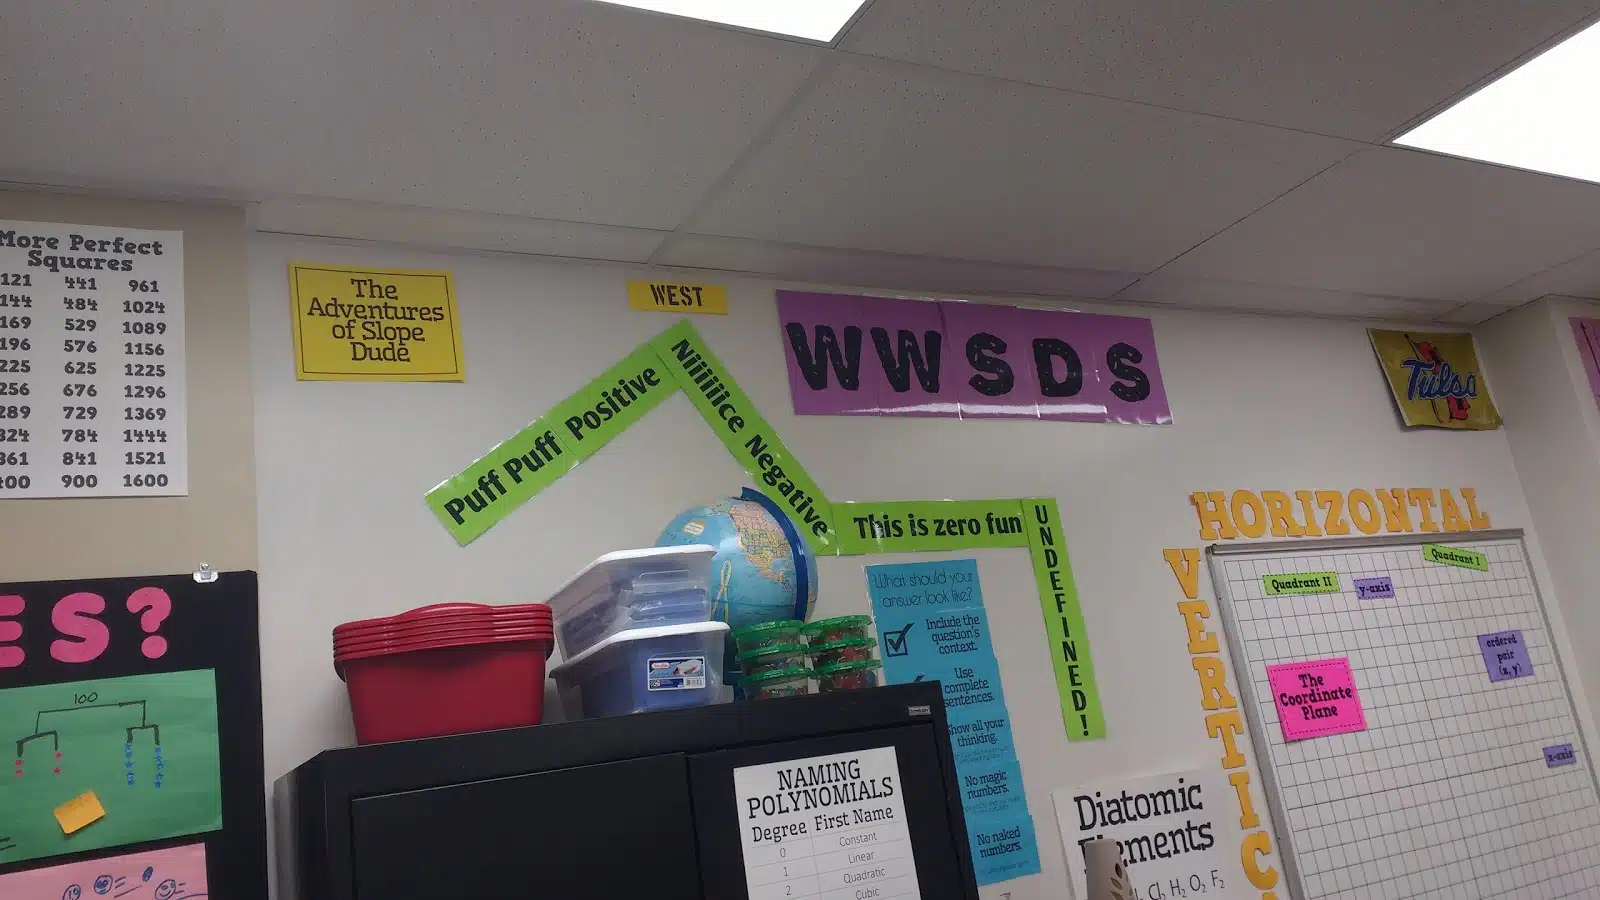 More Perfect
Squares
121 441 961
144 484 1024
169 529 1089
196 576 1156
225 625 1225
256 676 1296
289 729 1369
324 784 1444
361 841 1521
400 900 1600
The
Adventures
of Slope
Dude
WEST
WWSDS
Tulsa
Puff Puff Positive
Niiiiiice Negative
This is zero fun
UNDEFINED!
HORIZONTAL
VERTIC
Quadrant II
y-axis
Quadrant I
ordered
pair
(x, y)
The
Coordinate
Plane
x-axis
What should your
answer look like?
Include the
question's
context.
Use
complete
sentences.
Show all your
thinking.
No magic
numbers.
No naked
numbers.
ES?
100
NAMING
POLYNOMIALS
Degree First Name
0 Constant
1 Linear
2 Quadratic
Cubic
Diatomic
Elements
Cl₂ H₂ O₂ F₂